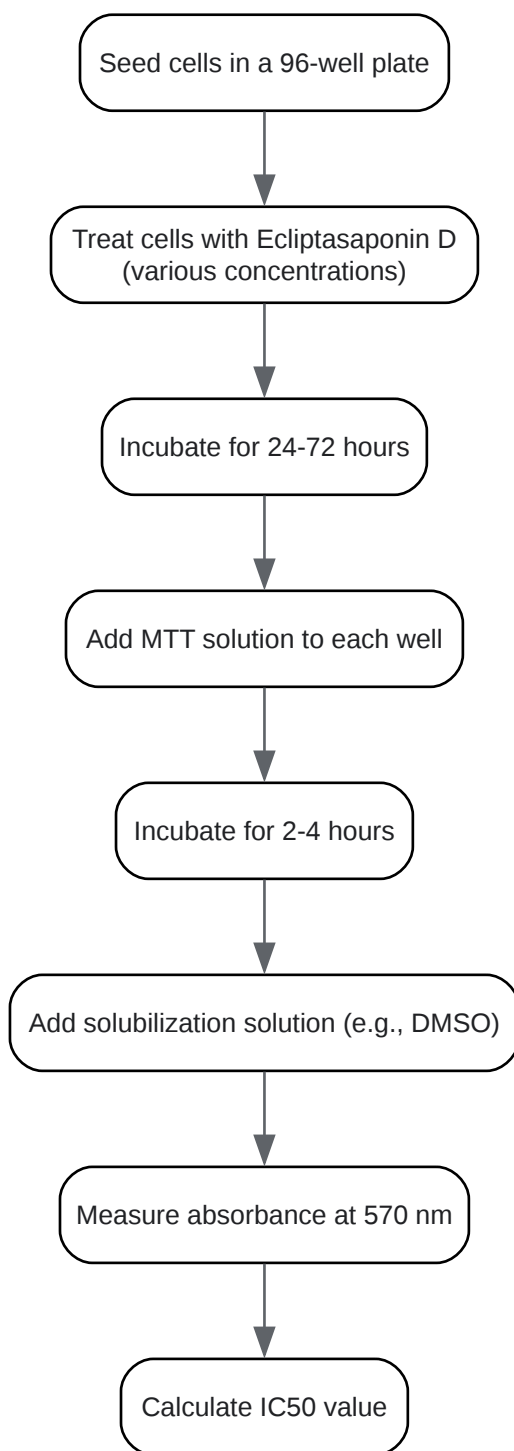 Seed cells in a 96-well plate
Treat cells with Ecliptasaponin D
(various concentrations)
Incubate for 24-72 hours
Add MTT solution to each well
Incubate for 2-4 hours
Add solubilization solution (e.g., DMSO)
Measure absorbance at 570 nm
Calculate IC50 value